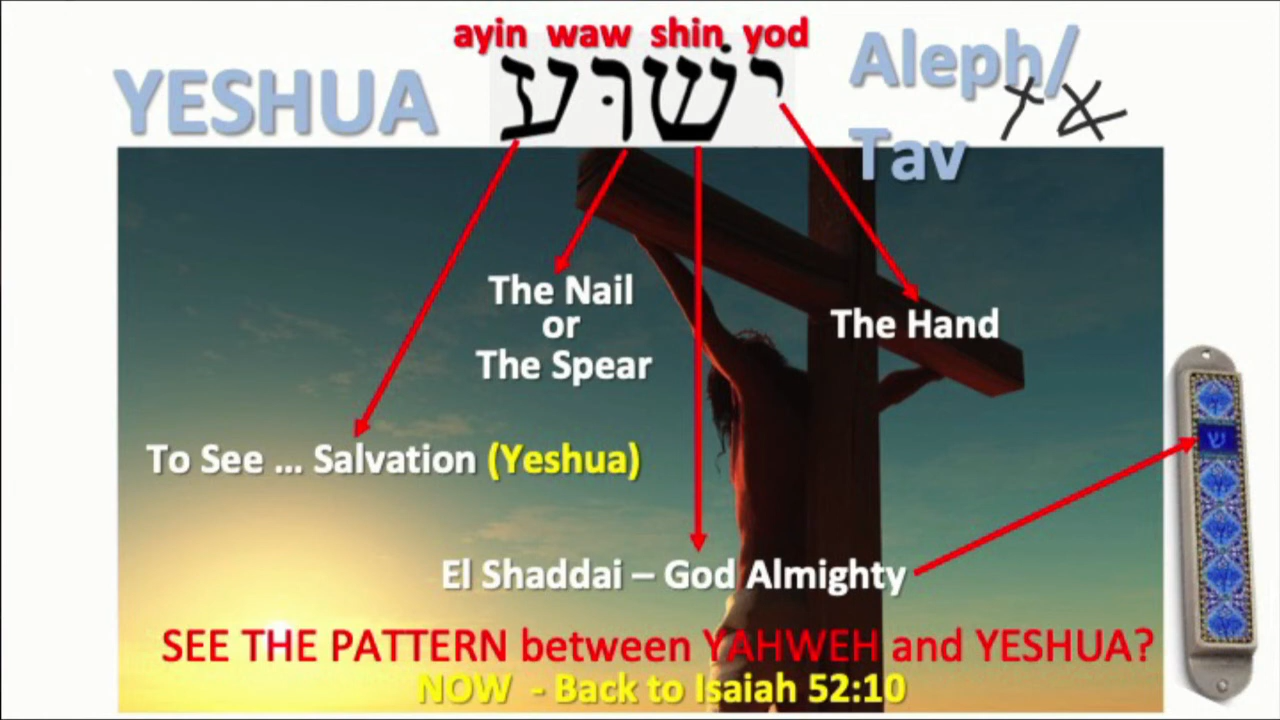 ayin waw shin yod
YESHUA
יֵשׁוּע
Aleph/
Tav
The Nail
or
The Spear
The Hand
To See ... Salvation (Yeshua)
ש
El Shaddai – God Almighty
SEE THE PATTERN between YAHWEH and YESHUA?
NOW - Back to Isaiah 52:10